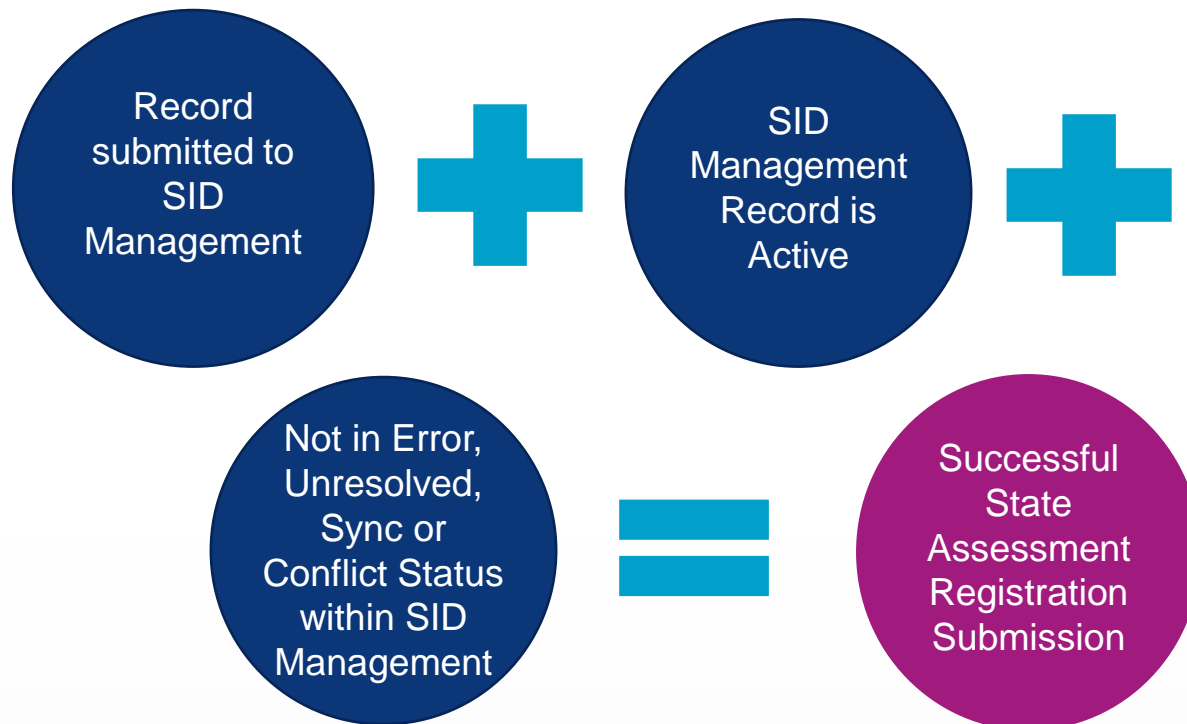 Record
submitted to
SID
Management
SID
Management
Record is
Active
Not in Error,
Unresolved,
Sync or
Conflict Status
within SID
Management
Successful
State
Assessment
Registration
Submission